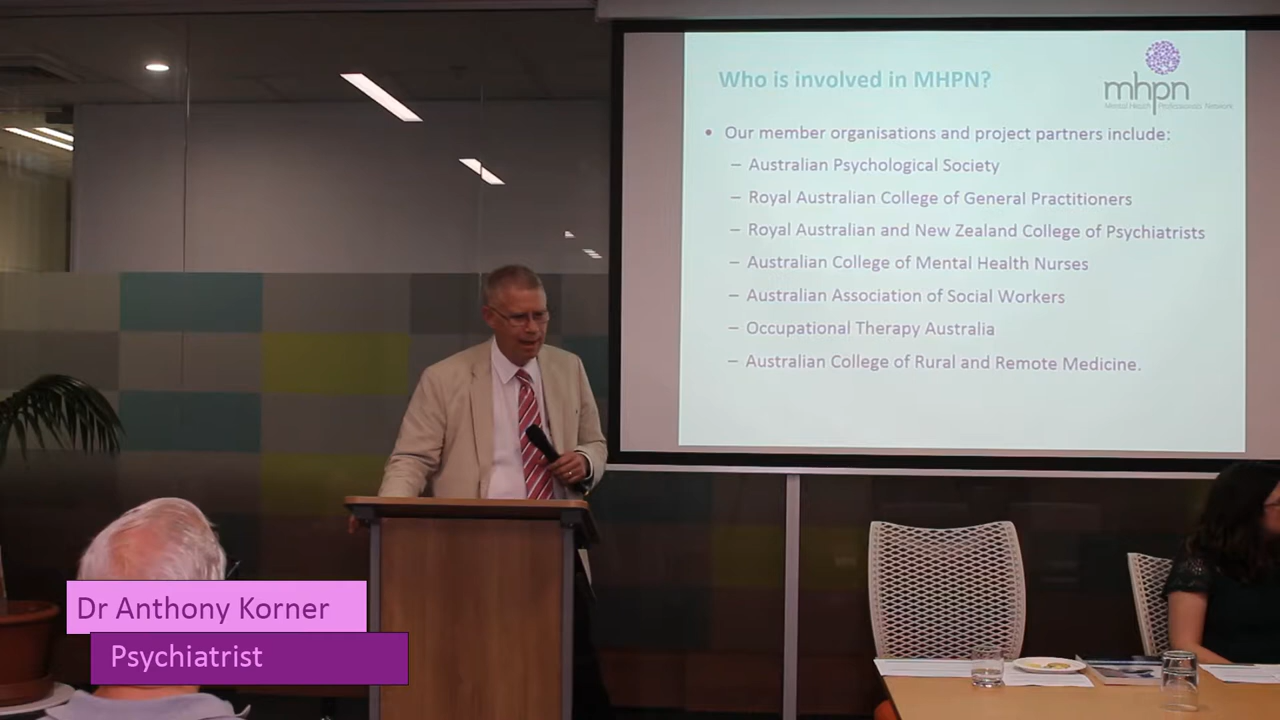 Who is involved in MHPN?
mhpn
Mental Health Professionals' Network
• Our member organisations and project partners include:
– Australian Psychological Society
– Royal Australian College of General Practitioners
– Royal Australian and New Zealand College of Psychiatrists
– Australian College of Mental Health Nurses
– Australian Association of Social Workers
– Occupational Therapy Australia
– Australian College of Rural and Remote Medicine.
Dr Anthony Korner
Psychiatrist